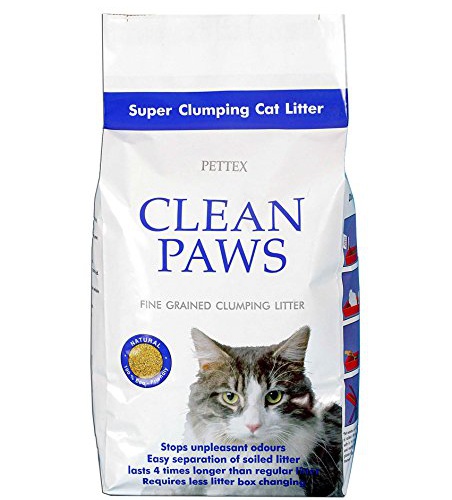 Super Clumping Cat Litter
PETTEX
CLEAN
PAWS
FINE GRAINED CLUMPING LITTER
NATURAL
Stops unpleasant odours
Easy separation of soiled litter
lasts 4 times longer than regular
Requires less litter box changing